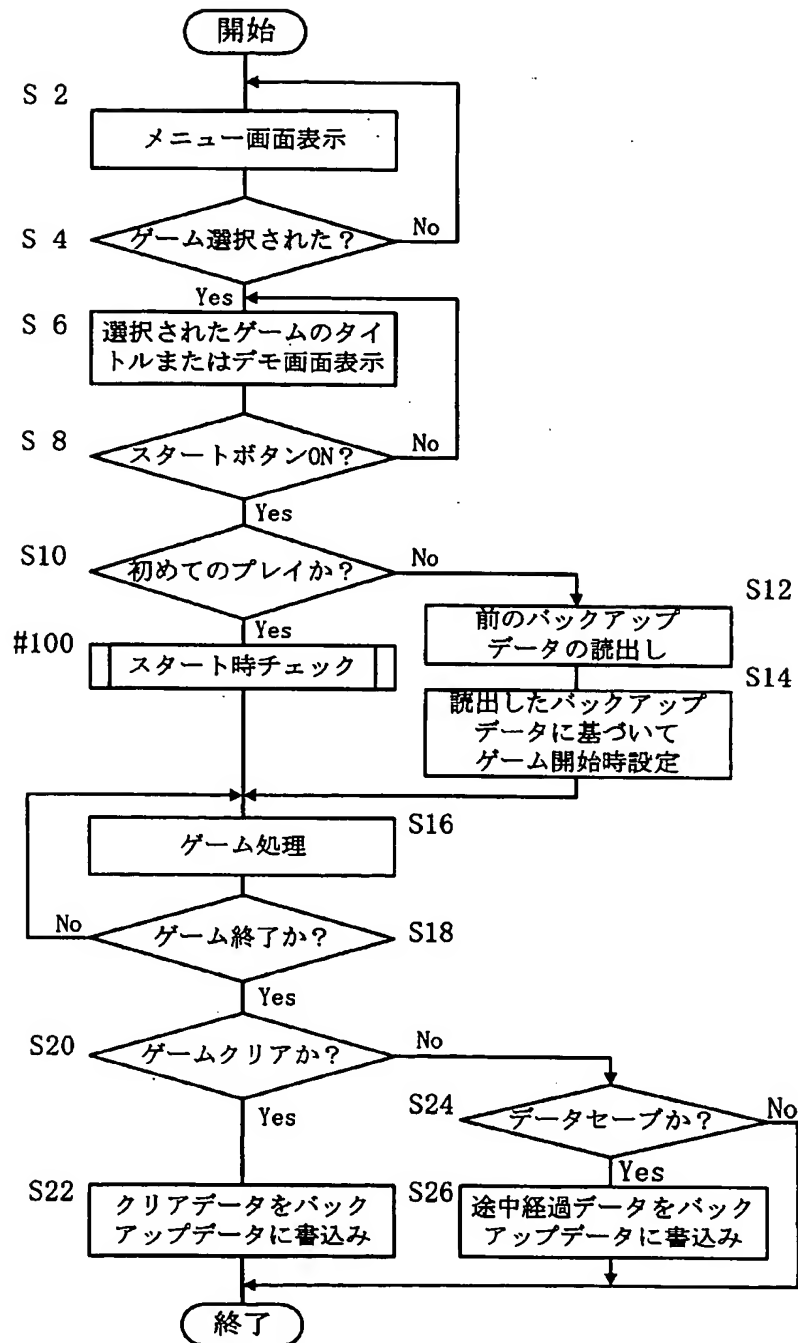 開始
S 2
メニュー画面表示
S 4
ゲーム選択された？
No
Yes
S 6
選択されたゲームのタイ
トルまたはデモ画面表示
S 8
スタートボタンON？
No
Yes
S10
初めてのプレイか？
No
Yes
S12
前のバックアップ
データの読出し
#100
スタート時チェック
S14
読出したバックアップ
データに基づいて
ゲーム開始時設定
S16
ゲーム処理
No
ゲーム終了か？
S18
Yes
S20
ゲームクリアか？
No
Yes
S24
データセーブか？
No
Yes
S22
クリアデータをバック
アップデータに書込み
S26
途中経過データをバック
アップデータに書込み
終了